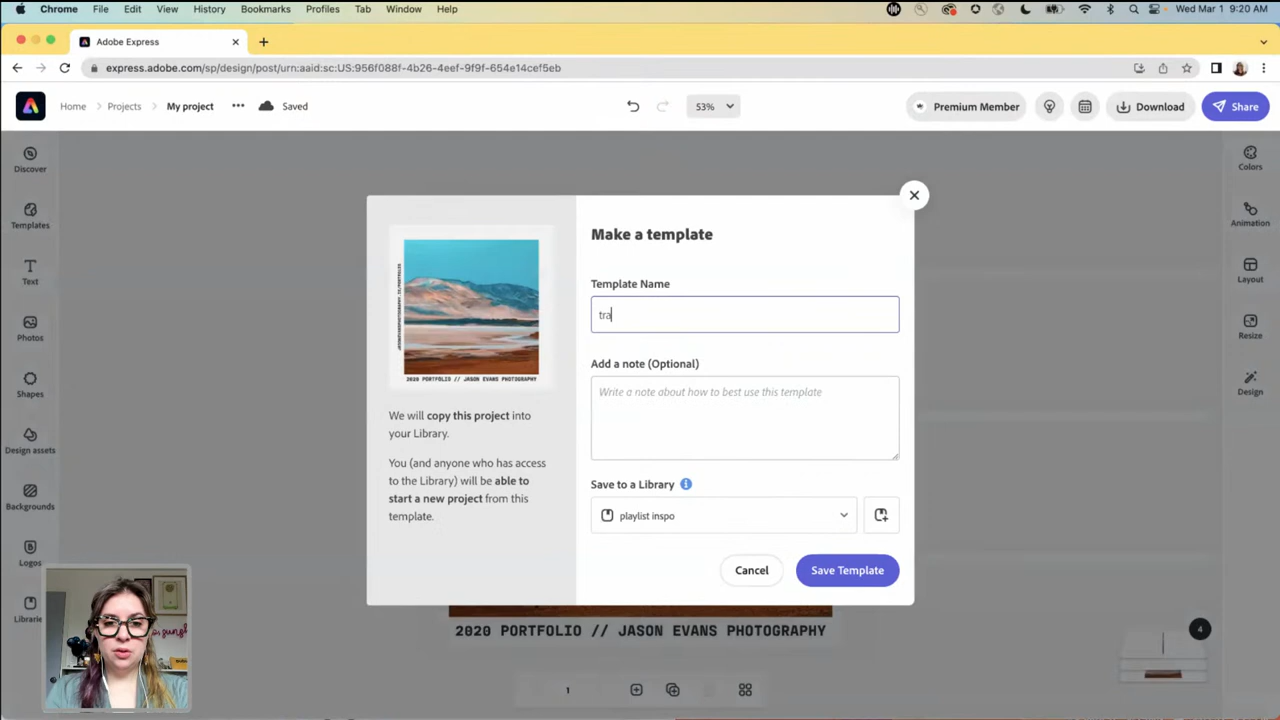 Chrome File Edit View History Bookmarks Profiles Tab Window Help Wed Mar 1 9:20 AM
Adobe Express
express.adobe.com/sp/design/post/urn:aaid:sc:US:956f088f-4b26-4eef-9f9f-654e14cef5eb
Home Projects My project Saved 53% Premium Member Download Share
Discover
Templates
Text
Photos
Shapes
Design assets
Backgrounds
Logos
Librarie
Colors
Animation
Layout
Resize
Design
2020 PORTFOLIO // JASON EVANS PHOTOGRAPHY
We will copy this project into
your Library.
You (and anyone who has access
to the Library) will be able to
start a new project from this
template.
Make a template
Template Name
tra
Add a note (Optional)
Write a note about how to best use this template
Save to a Library
playlist inspo
Cancel Save Template
2020 PORTFOLIO // JASON EVANS PHOTOGRAPHY
4
1